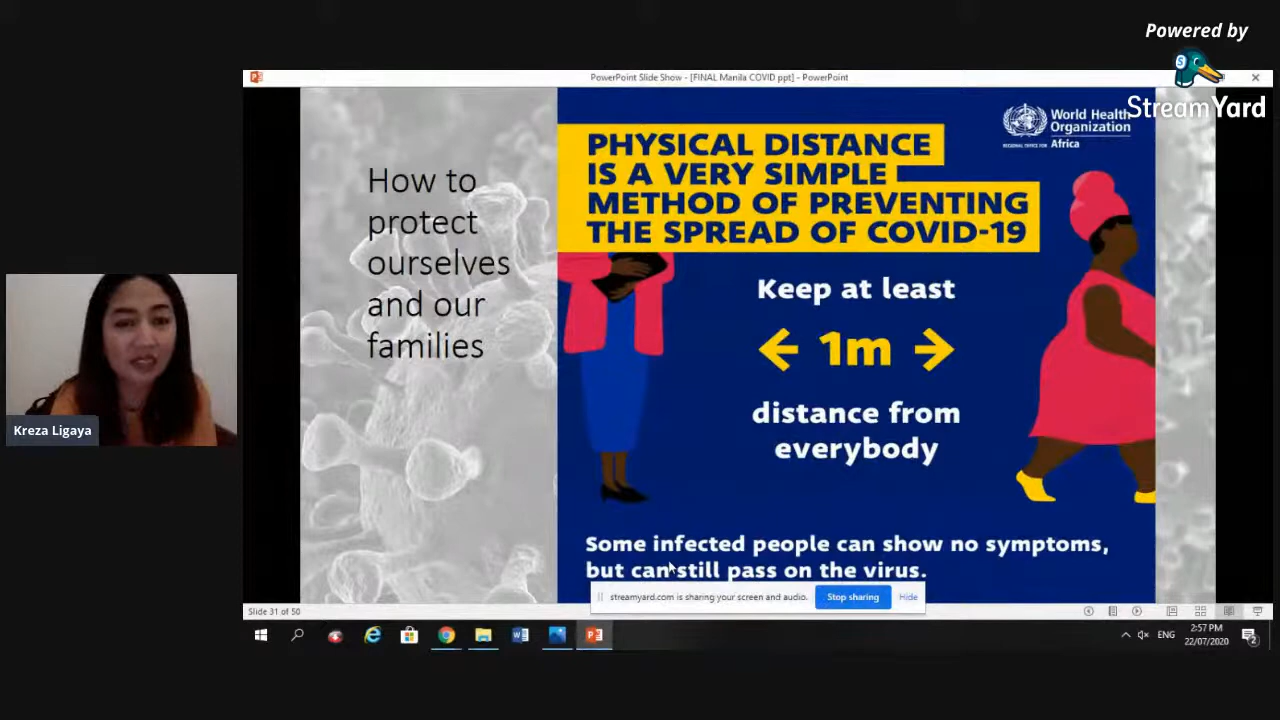 Powered by
StreamYard
PowerPoint Slide Show - [FINAL Manila COVID ppt] - PowerPoint
How to
protect
ourselves
and our
families
World Health
Organization
REGIONAL OFFICE FOR Africa
PHYSICAL DISTANCE
IS A VERY SIMPLE
METHOD OF PREVENTING
THE SPREAD OF COVID-19
Keep at least
← 1m →
distance from
everybody
Some infected people can show no symptoms,
but can still pass on the virus.
Kreza Ligaya
streamyard.com is sharing your screen and audio.
Stop sharing
Hide
Slide 31 of 50
ENG
2:57 PM
22/07/2020
2